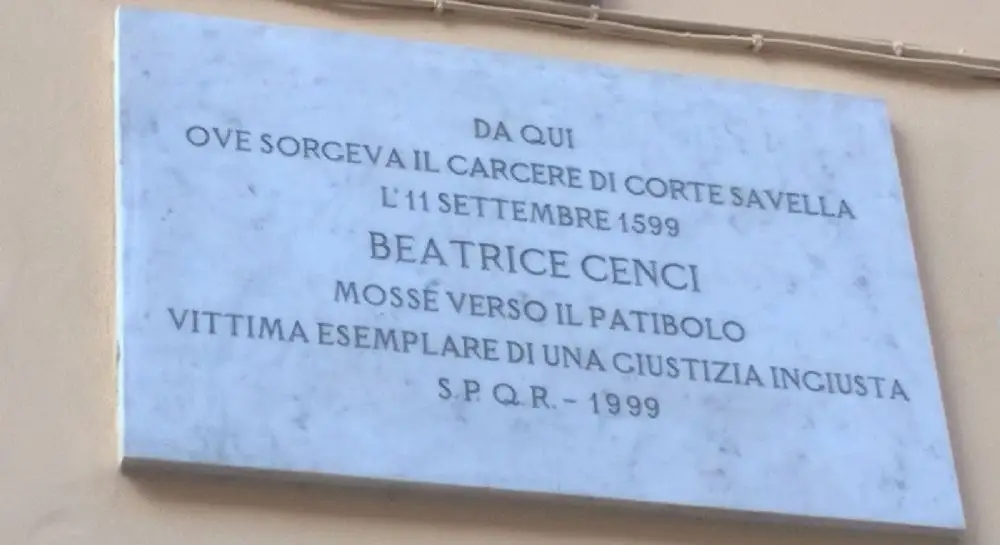 DA QUI
OVE SORGEVA IL CARCERE DI CORTE SAVELLA
L'11 SETTEMBRE 1599
BEATRICE CENCI
MOSSE VERSO IL PATIBOLO
VITTIMA ESEMPLARE DI UNA GIUSTIZIA INGIUSTA
S.P.Q.R. - 1999